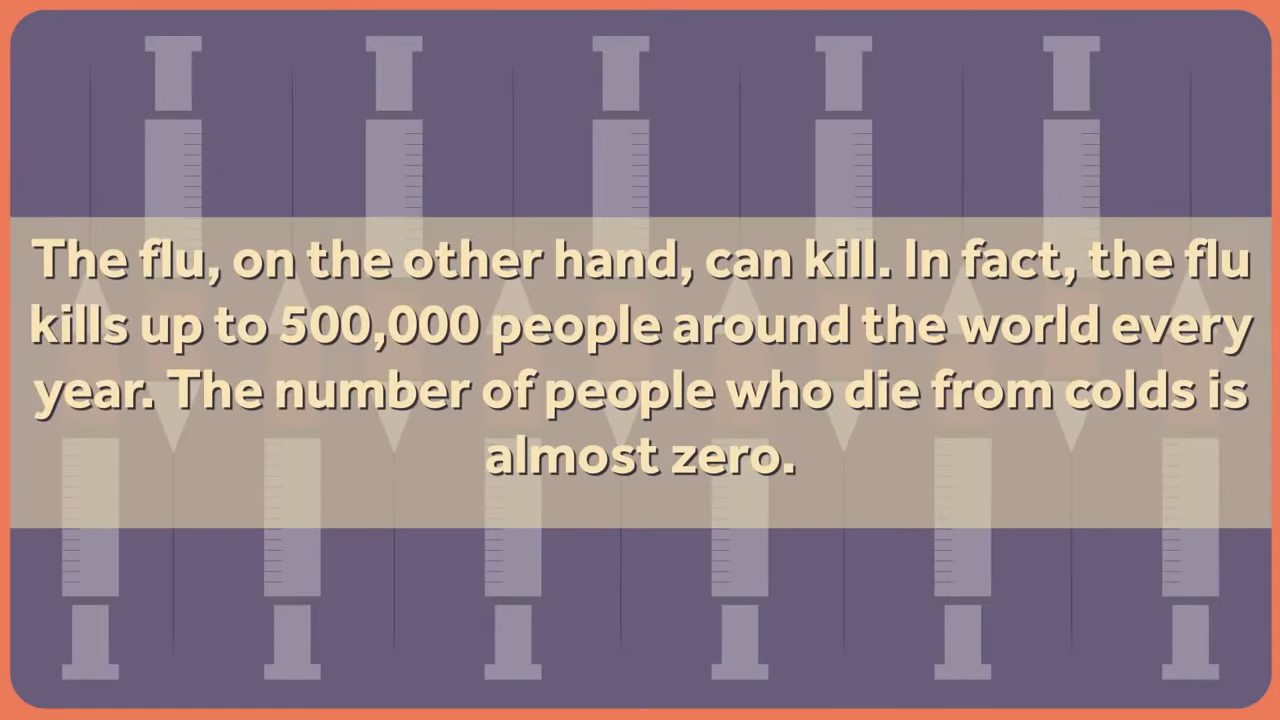 The flu, on the other hand, can kill. In fact, the flu
kills up to 500,000 people around the world every
year. The number of people who die from colds is
almost zero.